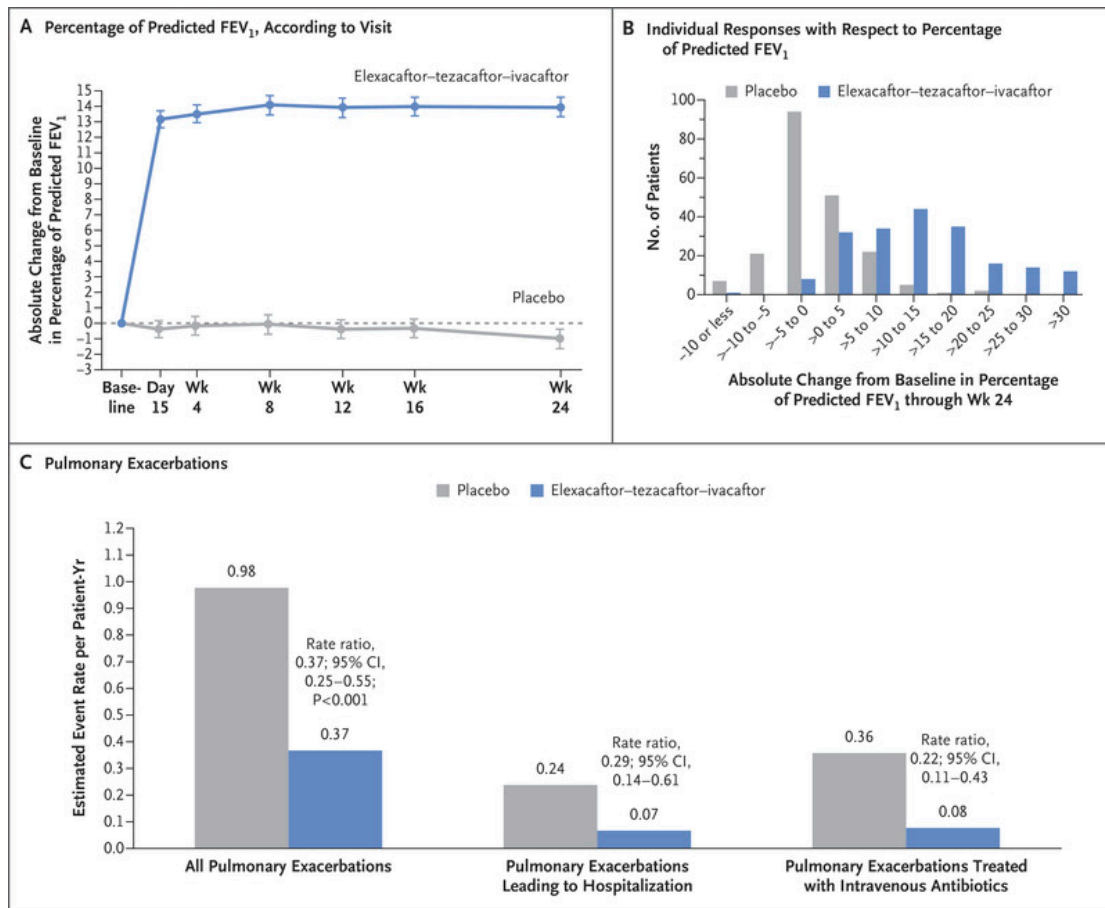 A Percentage of Predicted FEV₁, According to Visit
Elexacaftor–tezacaftor–ivacaftor
Absolute Change from Baseline
in Percentage of Predicted FEV₁
15
14
13
12
11
10
9
8
7
6
5
4
3
2
1
0
−1
−2
−3
Placebo
Base-
line
Day
15
Wk
4
Wk
8
Wk
12
Wk
16
Wk
24
B Individual Responses with Respect to Percentage
of Predicted FEV₁
Placebo
Elexacaftor–tezacaftor–ivacaftor
No. of Patients
100
80
60
40
20
0
−10 or less
>−10 to −5
>−5 to 0
>0 to 5
>5 to 10
>10 to 15
>15 to 20
>20 to 25
>25 to 30
>30
Absolute Change from Baseline in Percentage
of Predicted FEV₁ through Wk 24
C Pulmonary Exacerbations
Placebo
Elexacaftor–tezacaftor–ivacaftor
Estimated Event Rate per Patient-Yr
1.2
1.1
1.0
0.9
0.8
0.7
0.6
0.5
0.4
0.3
0.2
0.1
0.0
0.98
Rate ratio,
0.37; 95% CI,
0.25–0.55;
P<0.001
0.37
All Pulmonary Exacerbations
0.24
Rate ratio,
0.29; 95% CI,
0.14–0.61
0.07
Pulmonary Exacerbations
Leading to Hospitalization
0.36
Rate ratio,
0.22; 95% CI,
0.11–0.43
0.08
Pulmonary Exacerbations Treated
with Intravenous Antibiotics